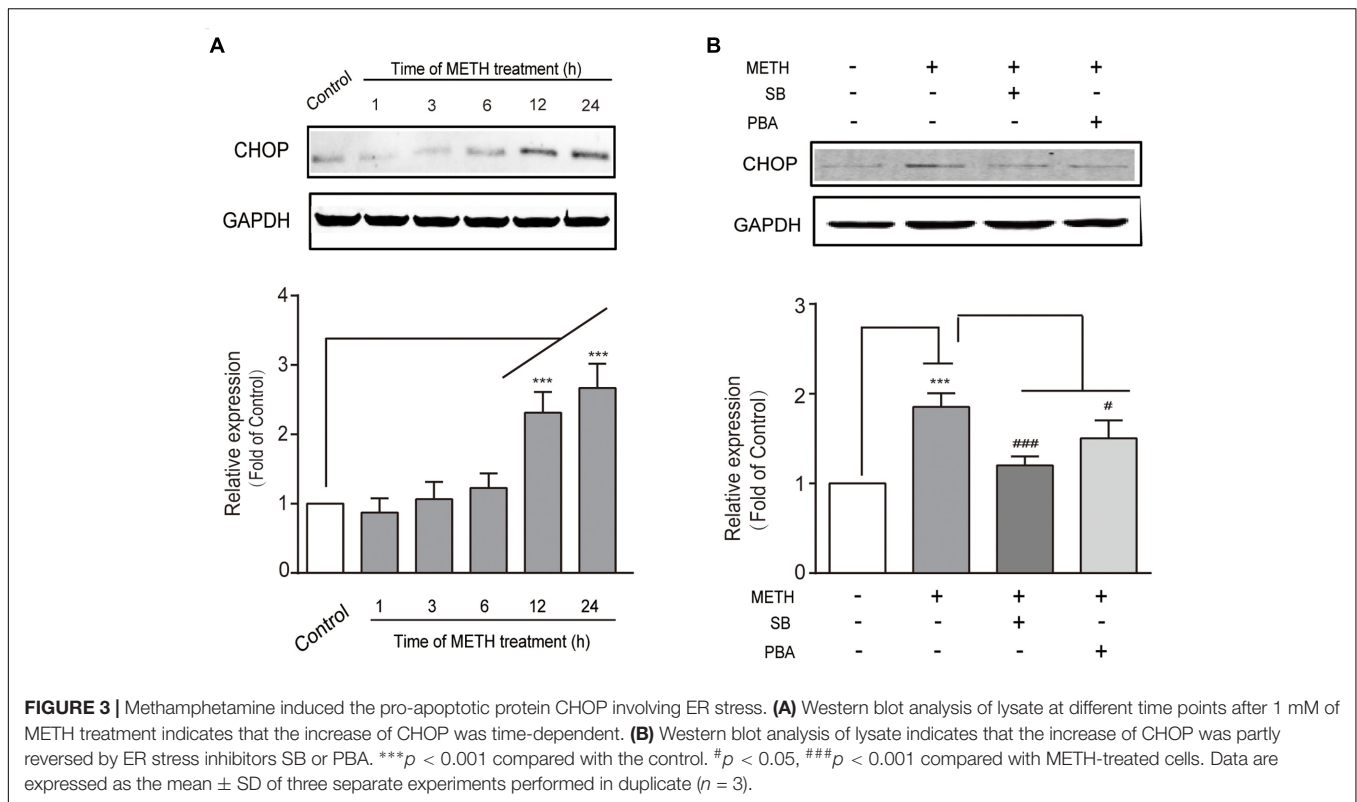 A
Time of METH treatment (h)
Control 1 3 6 12 24
CHOP
GAPDH
4
3
2
1
0
Relative expression
(Fold of Control)
*** ***
Control 1 3 6 12 24
Time of METH treatment (h)
B
METH - + + +
SB - - + -
PBA - - - +
CHOP
GAPDH
3
2
1
0
Relative expression
(Fold of Control)
*** ### #
METH - + + +
SB - - + -
PBA - - - +
FIGURE 3 | Methamphetamine induced the pro-apoptotic protein CHOP involving ER stress. (A) Western blot analysis of lysate at different time points after 1 mM of
METH treatment indicates that the increase of CHOP was time-dependent. (B) Western blot analysis of lysate indicates that the increase of CHOP was partly
reversed by ER stress inhibitors SB or PBA. ***p < 0.001 compared with the control. #p < 0.05, ###p < 0.001 compared with METH-treated cells. Data are
expressed as the mean ± SD of three separate experiments performed in duplicate (n = 3).